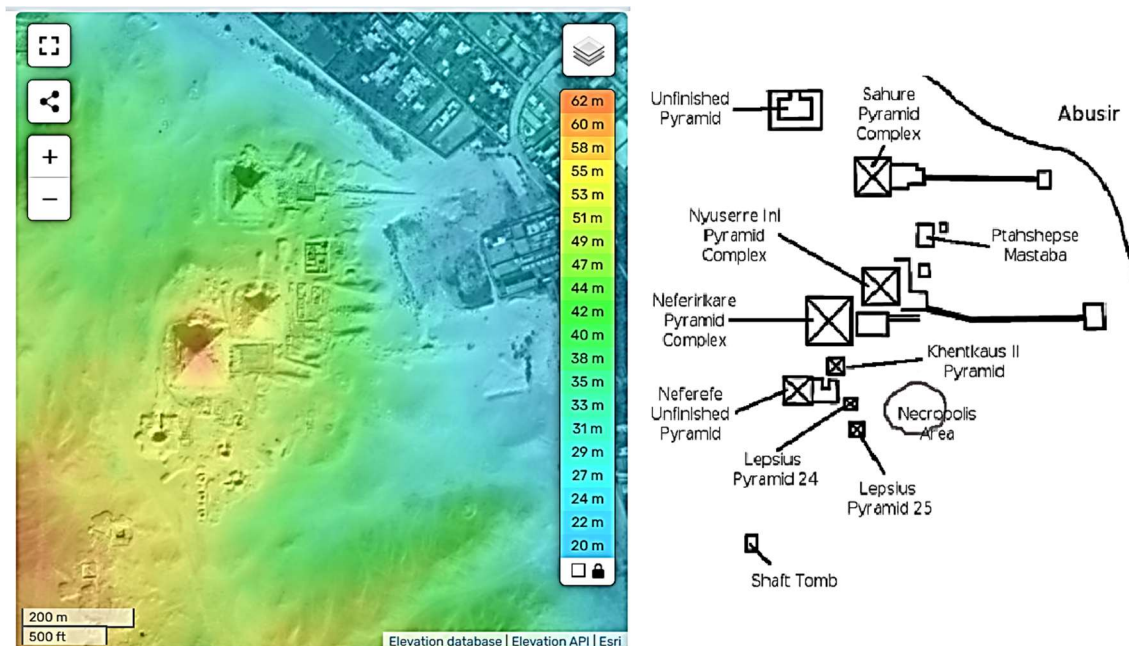 +
−
62 m
60 m
58 m
55 m
53 m
51 m
49 m
47 m
44 m
42 m
40 m
38 m
35 m
33 m
31 m
29 m
27 m
24 m
22 m
20 m
200 m
500 ft
Elevation database | Elevation API | Esri
Unfinished
Pyramid
Sahure
Pyramid
Complex
Abusir
Nyuserre InI
Pyramid
Complex
Ptahshepse
Mastaba
Neferirkare
Pyramid
Complex
Khentkaus II
Pyramid
Neferefe
Unfinished
Pyramid
Necropolis
Area
Lepsius
Pyramid 24
Lepsius
Pyramid 25
Shaft Tomb